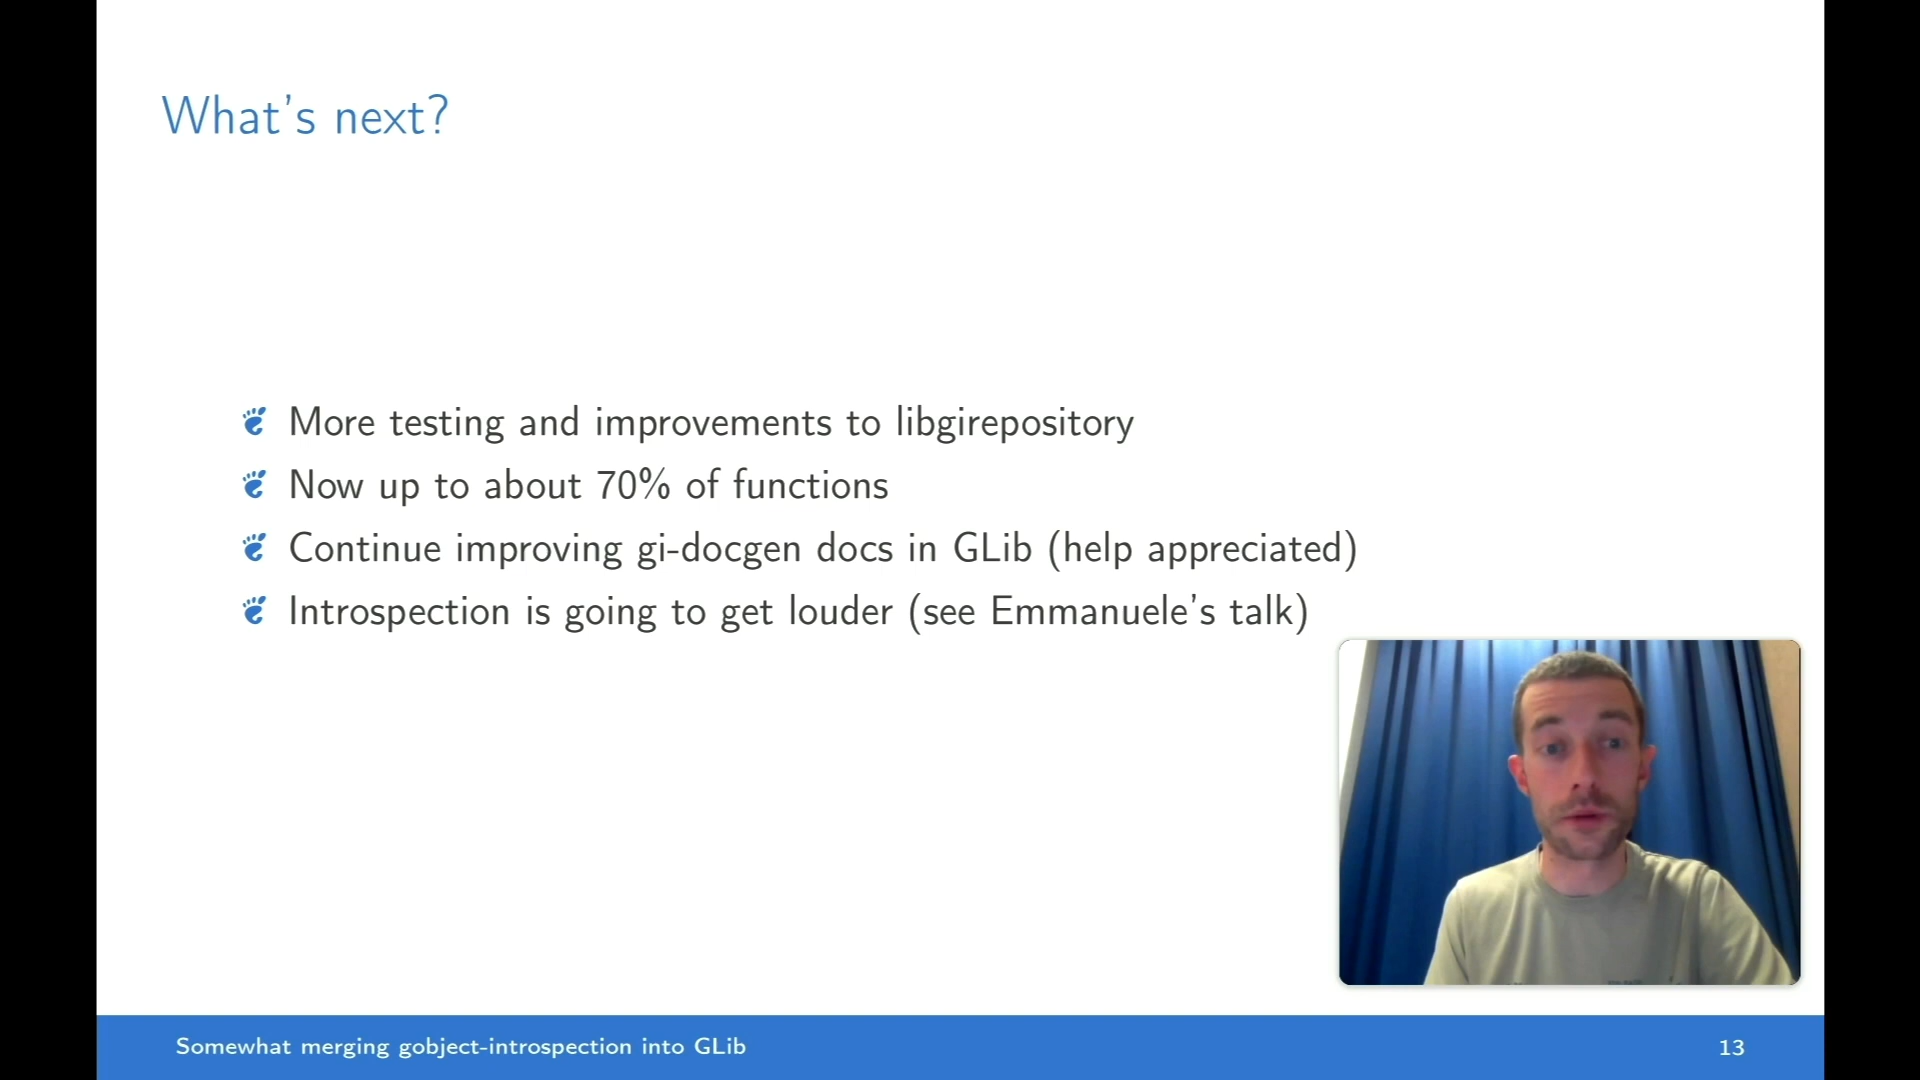 What's next?
More testing and improvements to libgirepository
Now up to about 70% of functions
Continue improving gi-docgen docs in GLib (help appreciated)
Introspection is going to get louder (see Emmanuele's talk)
Somewhat merging gobject-introspection into GLib
13